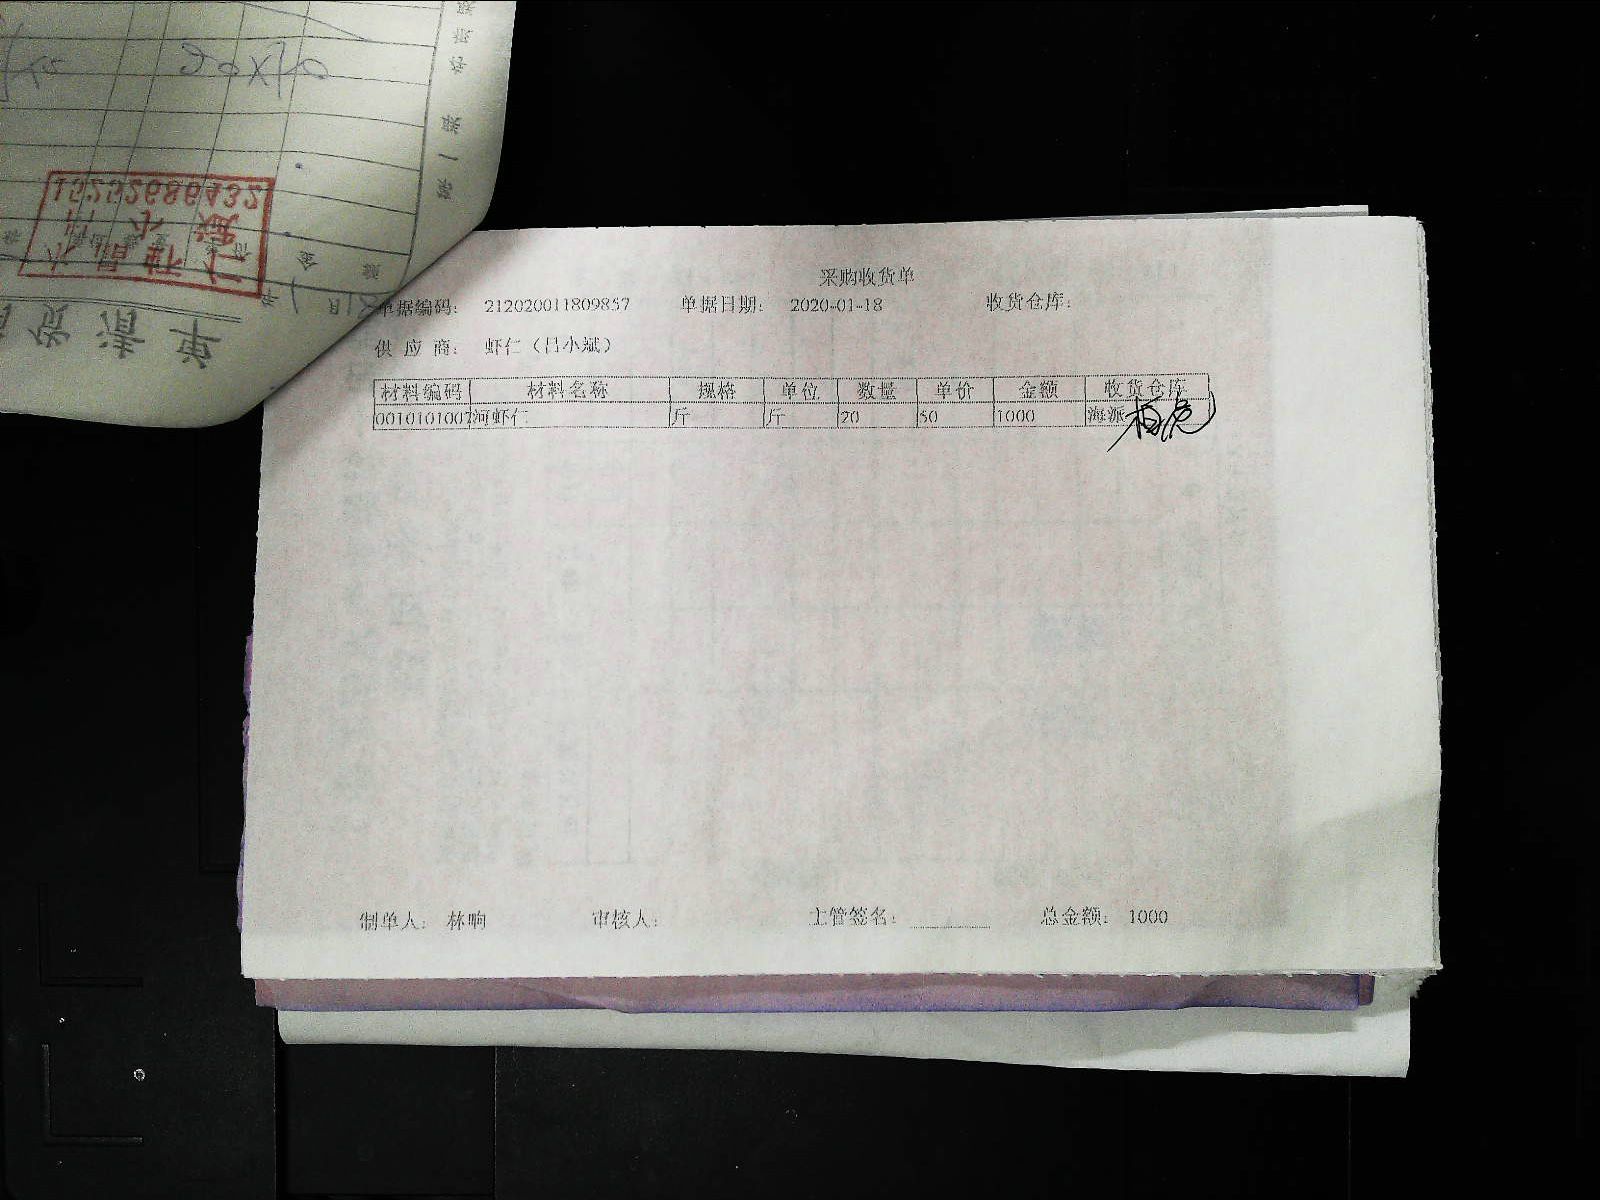 采购收货单
单据编码： 212020011809857 单据日期： 2020-01-18 收货仓库：
供 应 商： 虾仁（吕小斌）
材料编码 材料名称 规格 单位 数量 单价 金额 收货仓库
0010101007 河虾仁 斤 斤 20 50 1000 海派
制单人： 林响 审核人： 主管签名： 总金额： 1000
15252686432
20×50